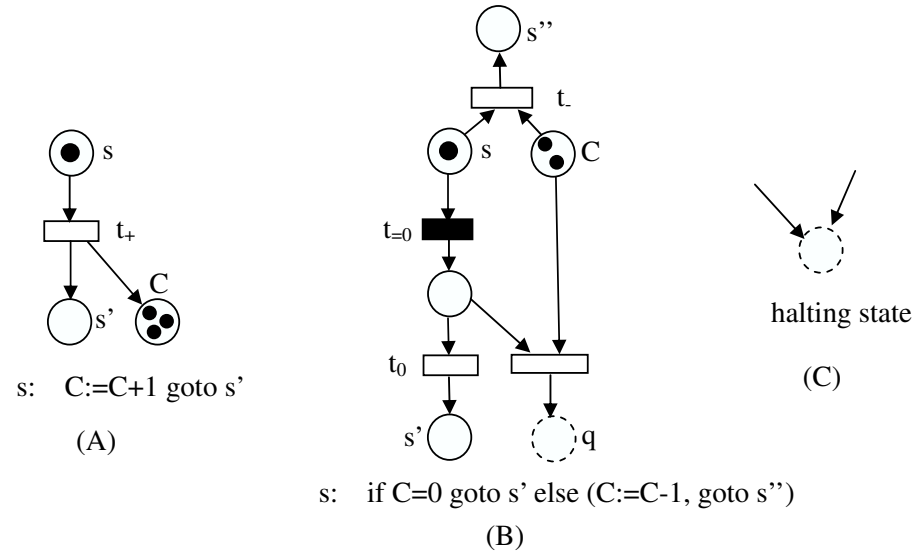 s
t+
C
s'
s: C:=C+1 goto s'
(A)
s''
t-
s
C
t=0
t0
s'
q
s: if C=0 goto s' else (C:=C-1, goto s'')
(B)
halting state
(C)